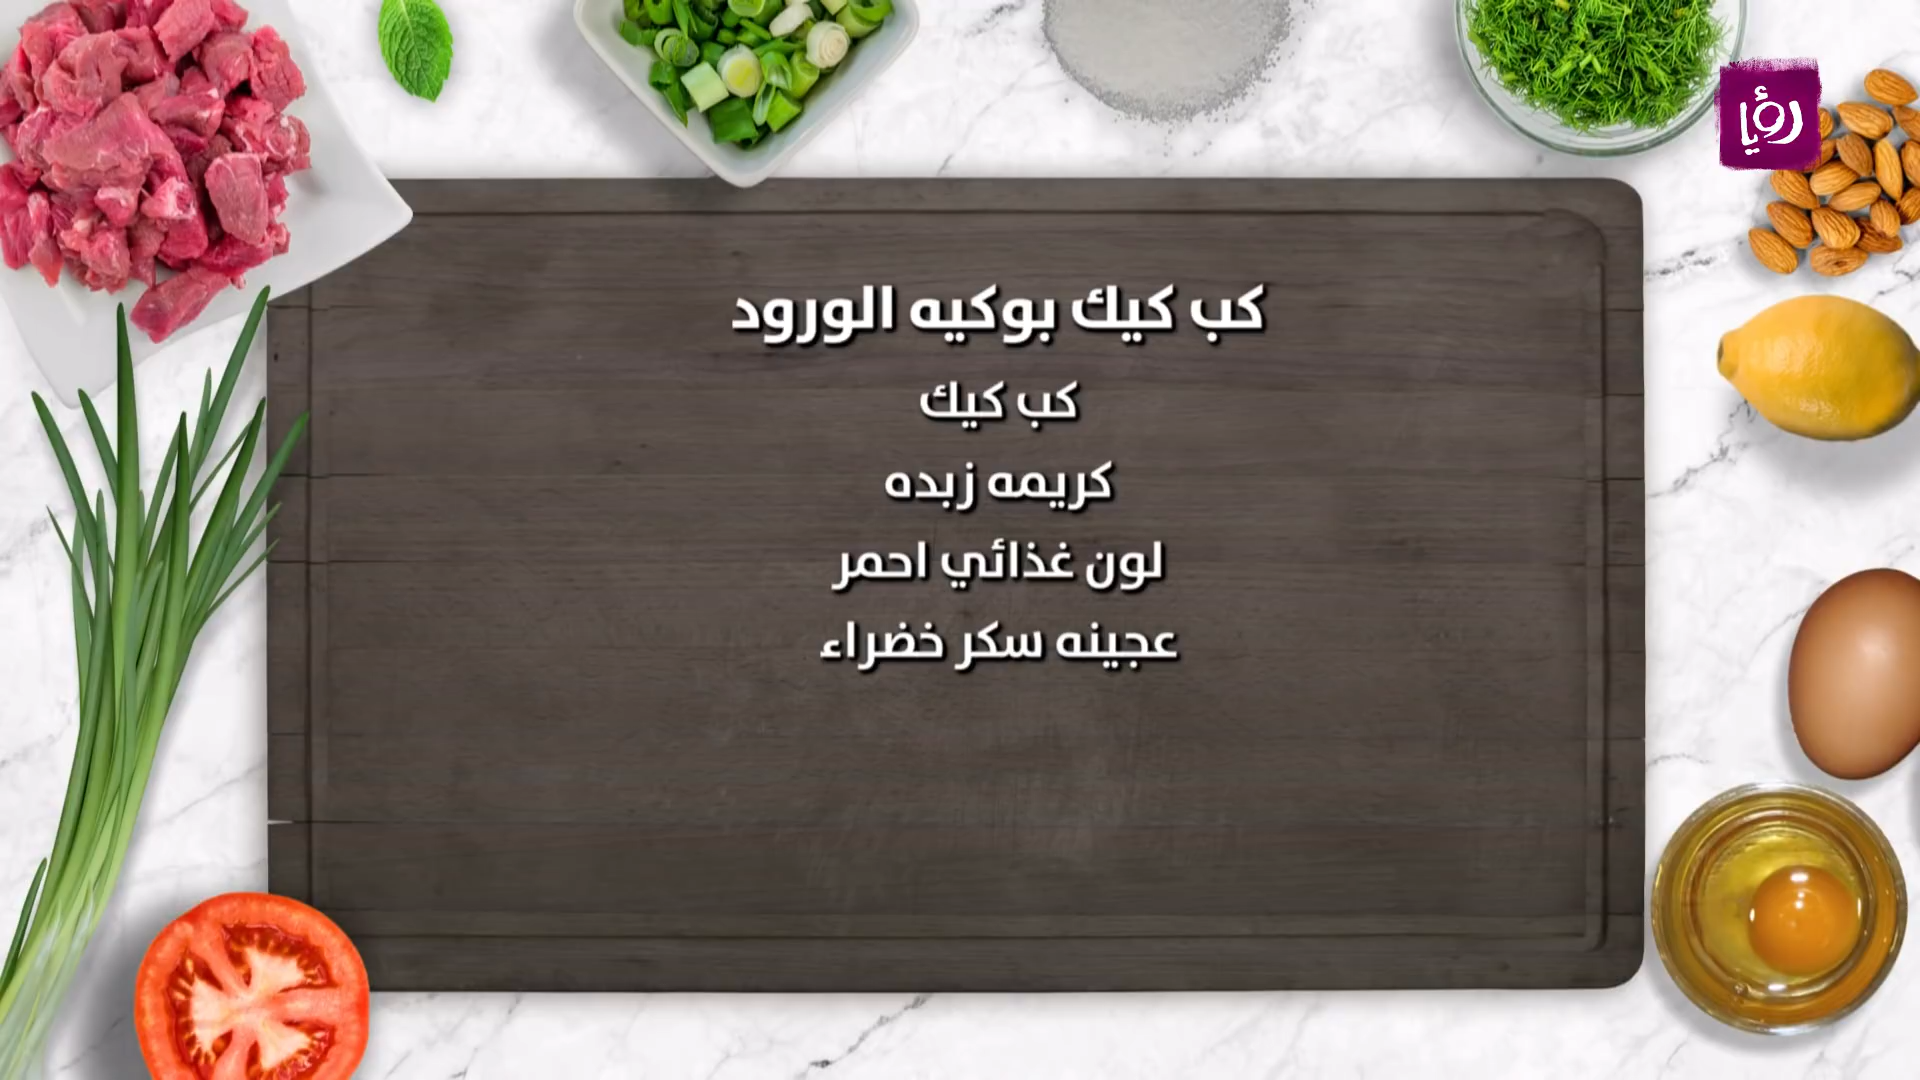 رؤيا
كب كيك بوكيه الورود
كب كيك
كريمه زبده
لون غذائي احمر
عجينه سكر خضراء